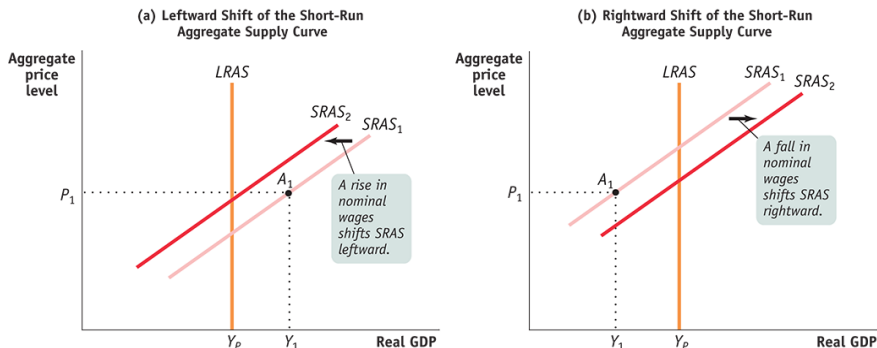 (a) Leftward Shift of the Short-Run
Aggregate Supply Curve
Aggregate
price
level
LRAS
SRAS2
SRAS1
A1
A rise in
nominal
wages
shifts SRAS
leftward.
P1
YP
Y1
Real GDP
(b) Rightward Shift of the Short-Run
Aggregate Supply Curve
Aggregate
price
level
LRAS
SRAS1
SRAS2
A1
A fall in
nominal
wages
shifts SRAS
rightward.
P1
Y1
YP
Real GDP